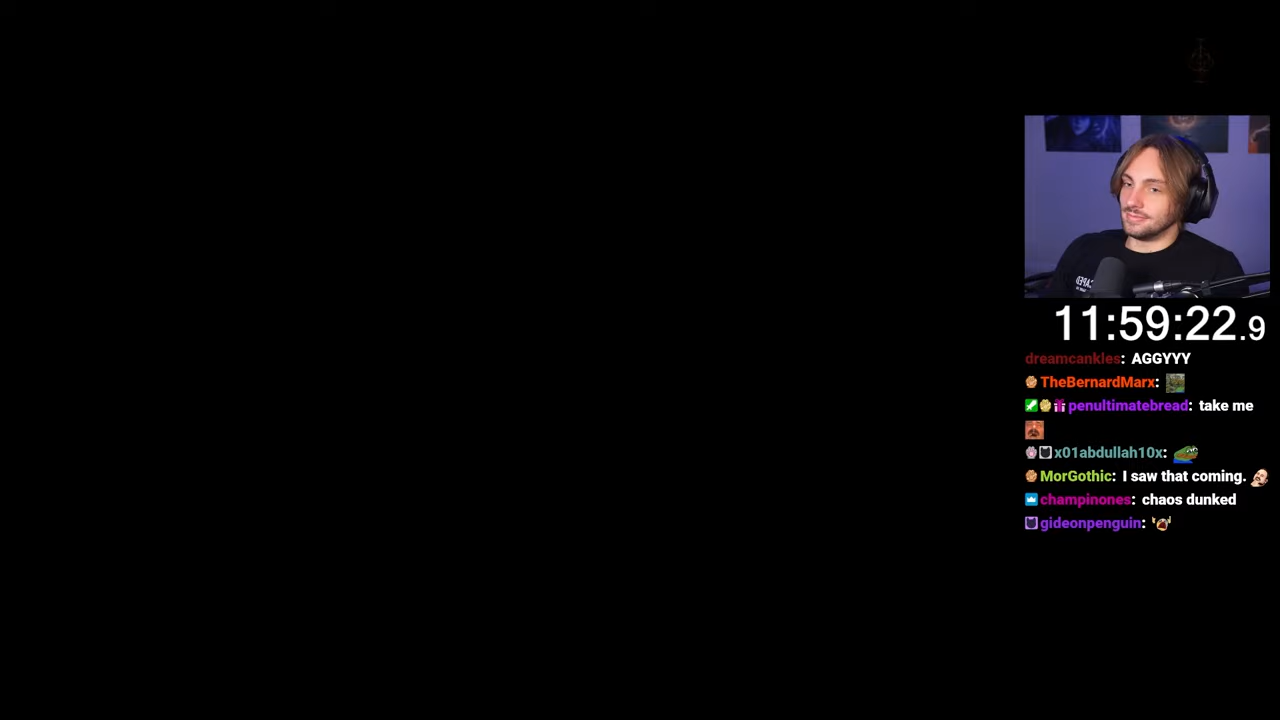 11:59:22.9
dreamcankles: AGGYYY
TheBernardMarx:
penultimatebread: take me
x01abdullah10x:
MorGothic: I saw that coming.
champinones: chaos dunked
gideonpenguin: